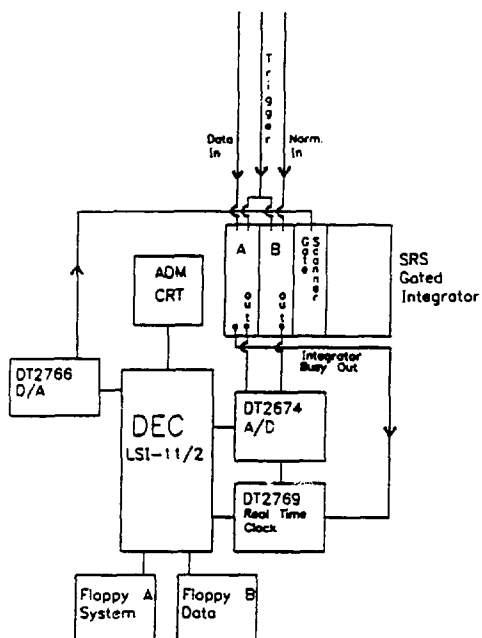 Trigger
Data
In
Norm.
In
A
B
Gate
Scanner
out
out
SRS
Gated
Integrator
ADM
CRT
Integrator
Busy Out
DT2766
D/A
DEC
LSI-11/2
DT2674
A/D
DT2769
Real Time
Clock
Floppy A
System
Floppy B
Data